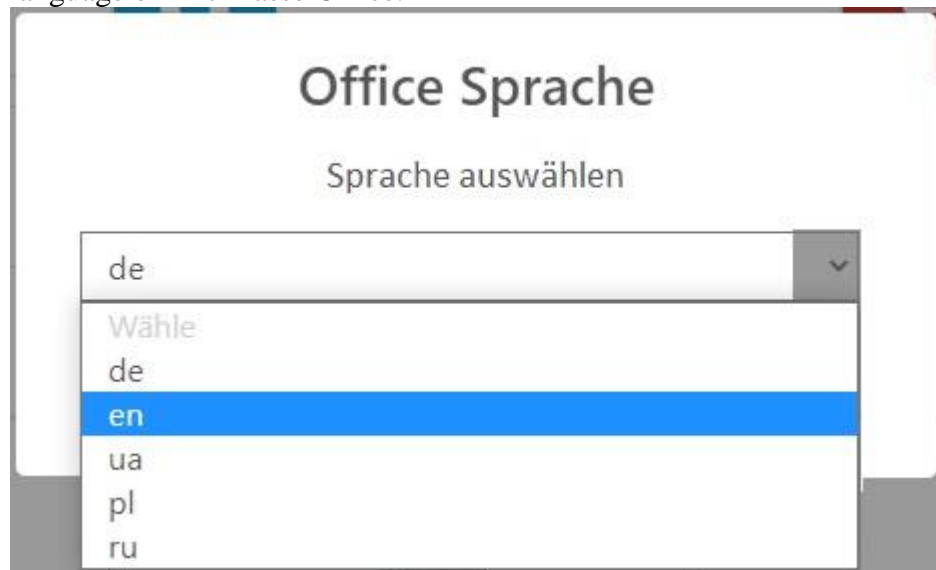 Office Sprache
Sprache auswählen
de
Wähle
de
en
ua
pl
ru